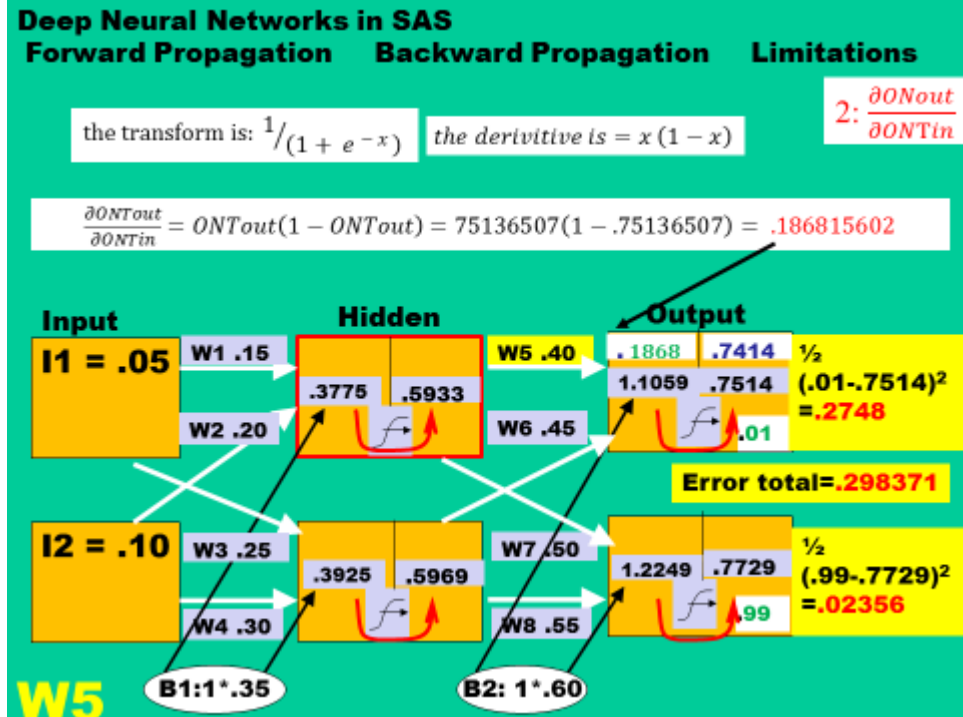 Deep Neural Networks in SAS
Forward Propagation Backward Propagation Limitations
the transform is: 1/(1 + e^−x)
the derivitive is = x (1 − x)
2: ∂ONout/∂ONTin
∂ONTout/∂ONTin = ONTout(1 − ONTout) = 75136507(1 − .75136507) = .186815602
Input
Hidden
Output
I1 = .05
W1 .15
W2 .20
.3775 .5933
W5 .40
W6 .45
.1868 .7414
1.1059 .7514
.01
½
(.01-.7514)²
=.2748
Error total=.298371
I2 = .10
W3 .25
W4 .30
.3925 .5969
W7 .50
W8 .55
1.2249 .7729
.99
½
(.99-.7729)²
=.02356
W5
B1:1*.35
B2: 1*.60